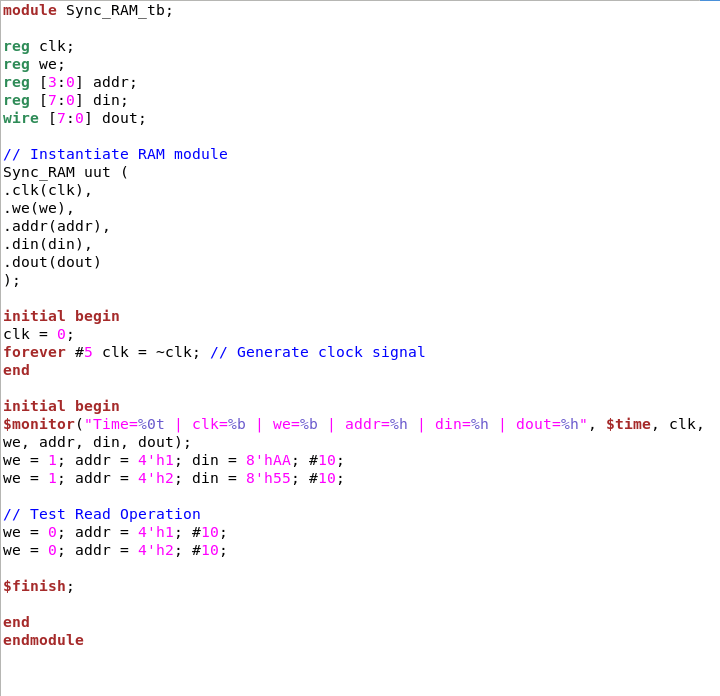 module Sync_RAM_tb;
reg clk;
reg we;
reg [3:0] addr;
reg [7:0] din;
wire [7:0] dout;
// Instantiate RAM module
Sync_RAM uut (
.clk(clk),
.we(we),
.addr(addr),
.din(din),
.dout(dout)
);
initial begin
clk = 0;
forever #5 clk = ~clk; // Generate clock signal
end
initial begin
$monitor("Time=%0t | clk=%b | we=%b | addr=%h | din=%h | dout=%h", $time, clk,
we, addr, din, dout);
we = 1; addr = 4'h1; din = 8'hAA; #10;
we = 1; addr = 4'h2; din = 8'h55; #10;
// Test Read Operation
we = 0; addr = 4'h1; #10;
we = 0; addr = 4'h2; #10;
$finish;
end
endmodule